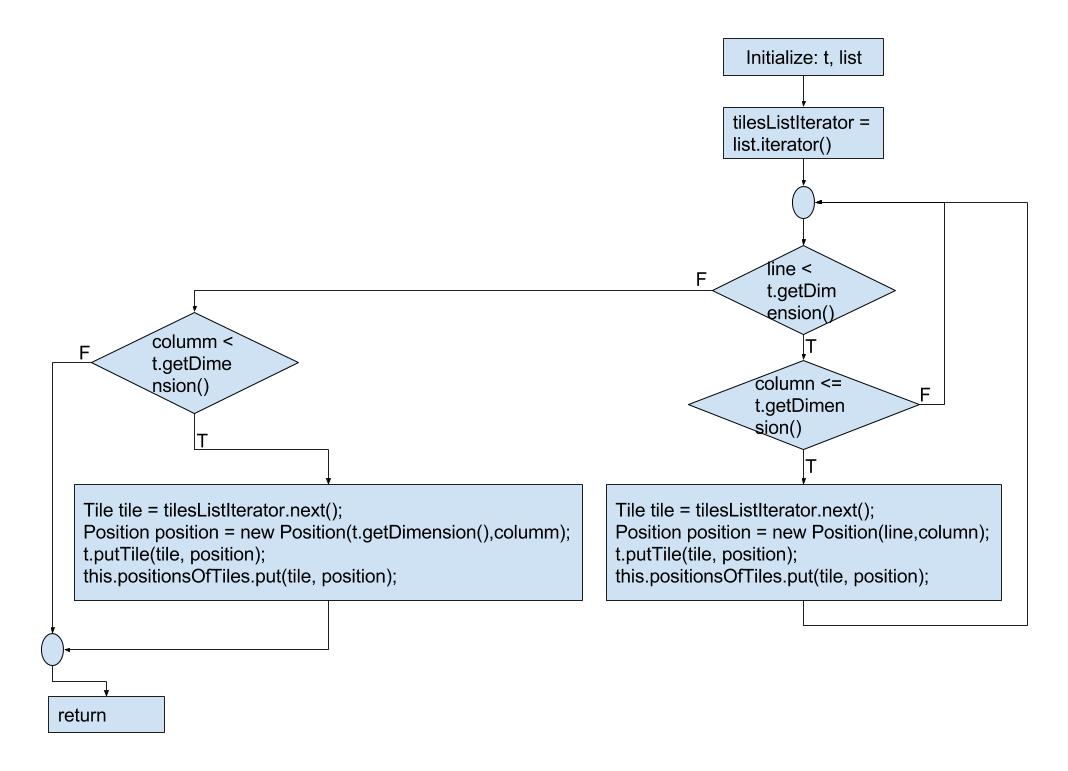 Initialize: t, list
tilesListIterator =
list.iterator()
line <
t.getDim
ension()
F
T
columm <
t.getDime
nsion()
F
T
column <=
t.getDimen
sion()
F
T
Tile tile = tilesListIterator.next();
Position position = new Position(t.getDimension(),columm);
t.putTile(tile, position);
this.positionsOfTiles.put(tile, position);
Tile tile = tilesListIterator.next();
Position position = new Position(line,column);
t.putTile(tile, position);
this.positionsOfTiles.put(tile, position);
return